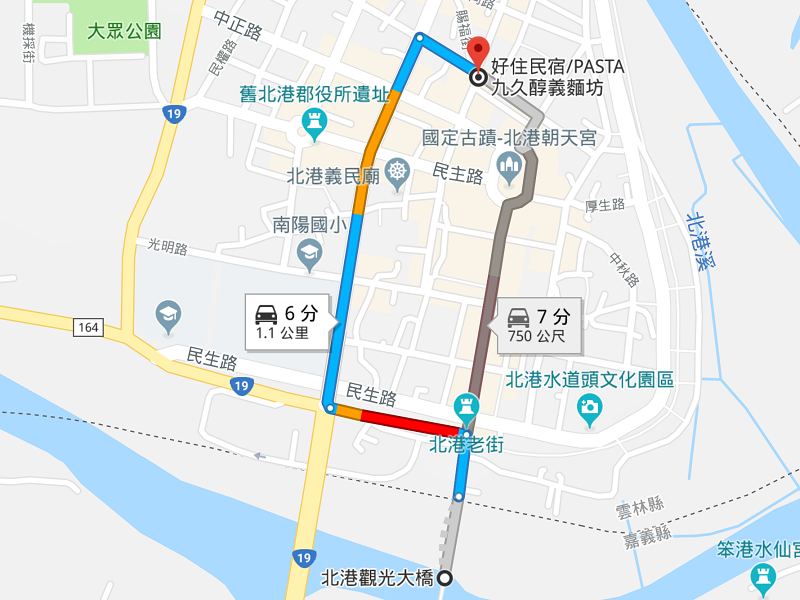 大眾公園
機採街
中正路
民權路
賜福街
好住民宿/PASTA
九久醇義麵坊
舊北港郡役所遺址
19
國定古蹟-北港朝天宮
北港義民廟
民主路
厚生路
南陽國小
光明路
北港溪
中秋路
6 分
1.1 公里
7 分
750 公尺
164
民生路
19
民生路
北港水道頭文化園區
北港老街
雲林縣
嘉義縣
笨港水仙宮
19
北港觀光大橋